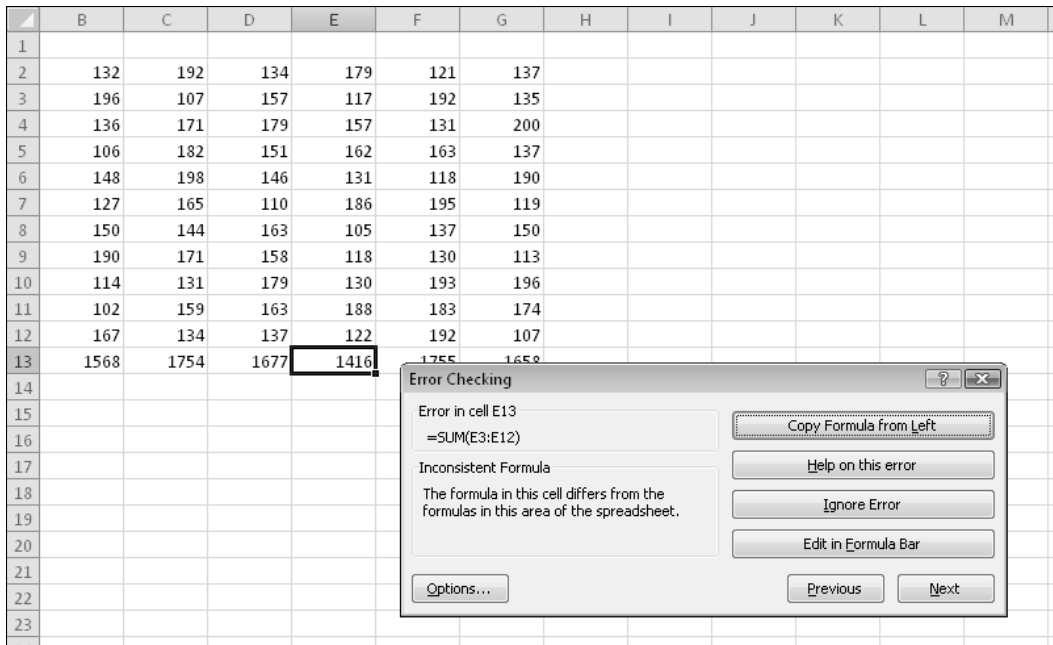 B C D E F G H I J K L M
1
2 132 192 134 179 121 137
3 196 107 157 117 192 135
4 136 171 179 157 131 200
5 106 182 151 162 163 137
6 148 198 146 131 118 190
7 127 165 110 186 195 119
8 150 144 163 105 137 150
9 190 171 158 118 130 113
10 114 131 179 130 193 196
11 102 159 163 188 183 174
12 167 134 137 122 192 107
13 1568 1754 1677 1416 1755 1658
14
15
16
17
18
19
20
21
22
23
Error Checking ?
Error in cell E13
=SUM(E3:E12)
Inconsistent Formula
The formula in this cell differs from the
formulas in this area of the spreadsheet.
Copy Formula from Left
Help on this error
Ignore Error
Edit in Formula Bar
Options...
Previous
Next